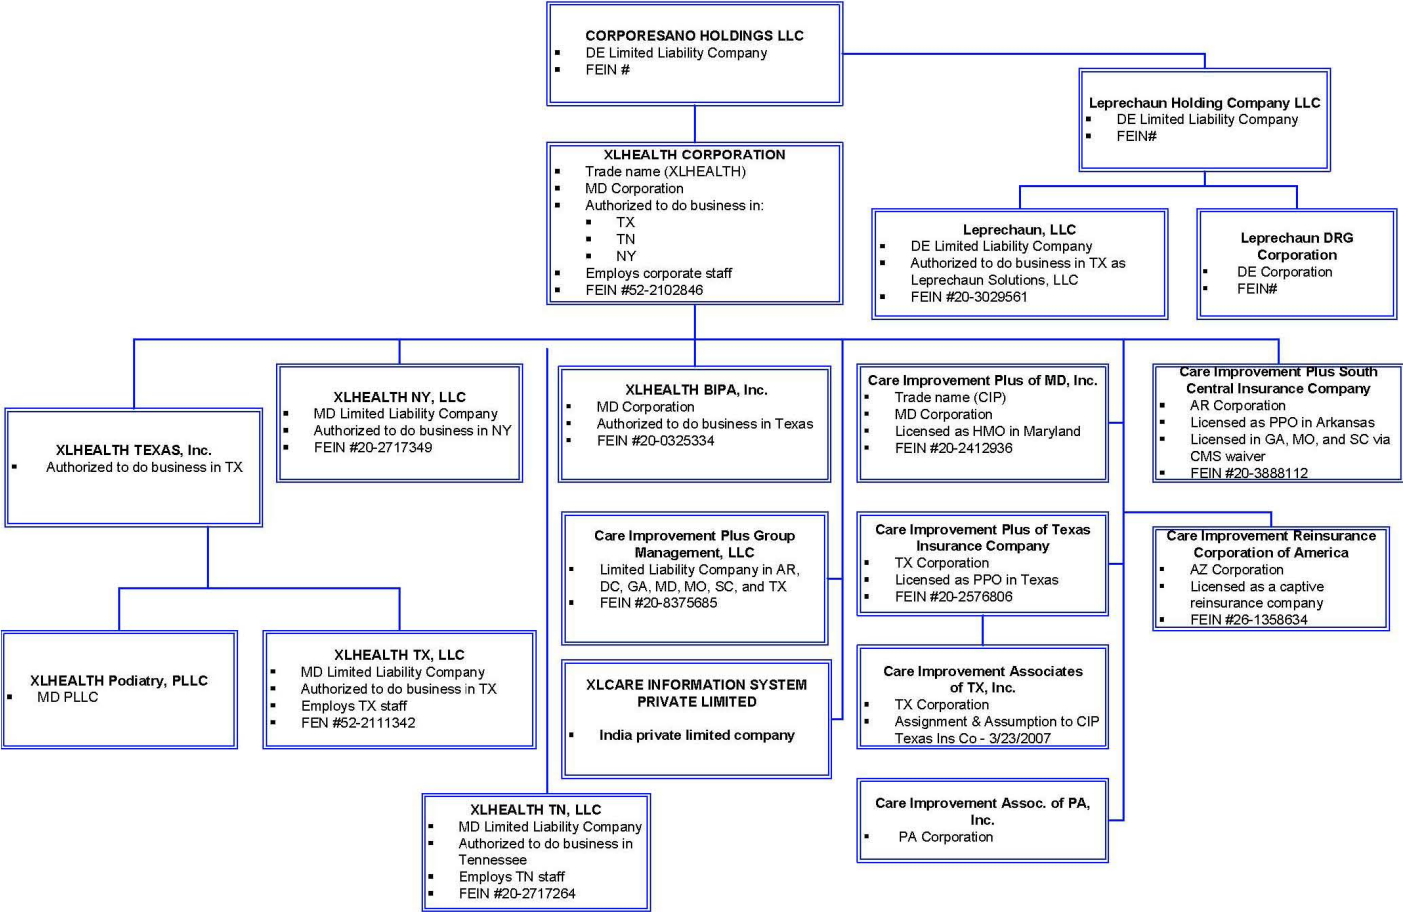 CORPORESANO HOLDINGS LLC
▪ DE Limited Liability Company
▪ FEIN #
Leprechaun Holding Company LLC
▪ DE Limited Liability Company
▪ FEIN#
XLHEALTH CORPORATION
▪ Trade name (XLHEALTH)
▪ MD Corporation
▪ Authorized to do business in:
▪ TX
▪ TN
▪ NY
▪ Employs corporate staff
▪ FEIN #52-2102846
Leprechaun, LLC
▪ DE Limited Liability Company
▪ Authorized to do business in TX as
Leprechaun Solutions, LLC
▪ FEIN #20-3029561
Leprechaun DRG
Corporation
▪ DE Corporation
▪ FEIN#
XLHEALTH TEXAS, Inc.
▪ Authorized to do business in TX
XLHEALTH NY, LLC
▪ MD Limited Liability Company
▪ Authorized to do business in NY
▪ FEIN #20-2717349
XLHEALTH BIPA, Inc.
▪ MD Corporation
▪ Authorized to do business in Texas
▪ FEIN #20-0325334
Care Improvement Plus of MD, Inc.
▪ Trade name (CIP)
▪ MD Corporation
▪ Licensed as HMO in Maryland
▪ FEIN #20-2412936
Care Improvement Plus South
Central Insurance Company
▪ AR Corporation
▪ Licensed as PPO in Arkansas
▪ Licensed in GA, MO, and SC via
CMS waiver
▪ FEIN #20-3888112
Care Improvement Plus Group
Management, LLC
▪ Limited Liability Company in AR,
DC, GA, MD, MO, SC, and TX
▪ FEIN #20-8375685
Care Improvement Plus of Texas
Insurance Company
▪ TX Corporation
▪ Licensed as PPO in Texas
▪ FEIN #20-2576806
Care Improvement Reinsurance
Corporation of America
▪ AZ Corporation
▪ Licensed as a captive
reinsurance company
▪ FEIN #26-1358634
XLHEALTH Podiatry, PLLC
▪ MD PLLC
XLHEALTH TX, LLC
▪ MD Limited Liability Company
▪ Authorized to do business in TX
▪ Employs TX staff
▪ FEN #52-2111342
XLCARE INFORMATION SYSTEM
PRIVATE LIMITED
▪ India private limited company
Care Improvement Associates
of TX, Inc.
▪ TX Corporation
▪ Assignment & Assumption to CIP
Texas Ins Co - 3/23/2007
XLHEALTH TN, LLC
▪ MD Limited Liability Company
▪ Authorized to do business in
Tennessee
▪ Employs TN staff
▪ FEIN #20-2717264
Care Improvement Assoc. of PA,
Inc.
▪ PA Corporation